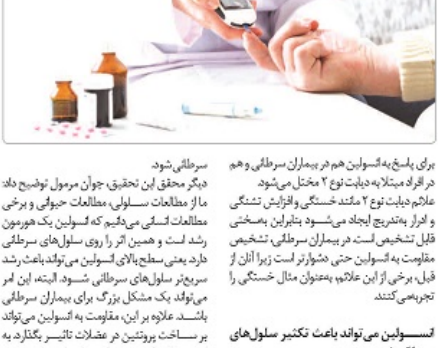 برای پاسخ به انسولین هم در بیماران سرطانی و هم
در افراد مبتلا به دیابت نوع ۲ مختل می‌شود.
علائم دیابت نوع ۲ مانند خستگی و افزایش تشنگی
و ادرار به‌تدریج ایجاد می‌شود بنابراین به‌سختی
قابل تشخیص است. در بیماران سرطانی، تشخیص
مقاومت به انسولین حتی دشوارتر است زیرا آنان از
قبل، برخی از این علائم، به‌عنوان مثال خستگی را
تجربه می‌کنند.
انسولین می‌تواند باعث تکثیر سلول‌های
سرطانی شود.
دیگر محقق این تحقیق، جوآن مرمول توضیح داد:
ما از مطالعات سلولی، مطالعات حیوانی و برخی
مطالعات انسانی می‌دانیم که انسولین یک هورمون
رشد است و همین اثر را روی سلول‌های سرطانی
دارد. یعنی سطح بالای انسولین می‌تواند باعث رشد
سریع‌تر سلول‌های سرطانی شود. البته، این امر
می‌تواند یک مشکل بزرگ برای بیماران سرطانی
باشد. علاوه بر این، مقاومت به انسولین می‌تواند
بر ساخت پروتئین در عضلات تاثیر بگذارد. به